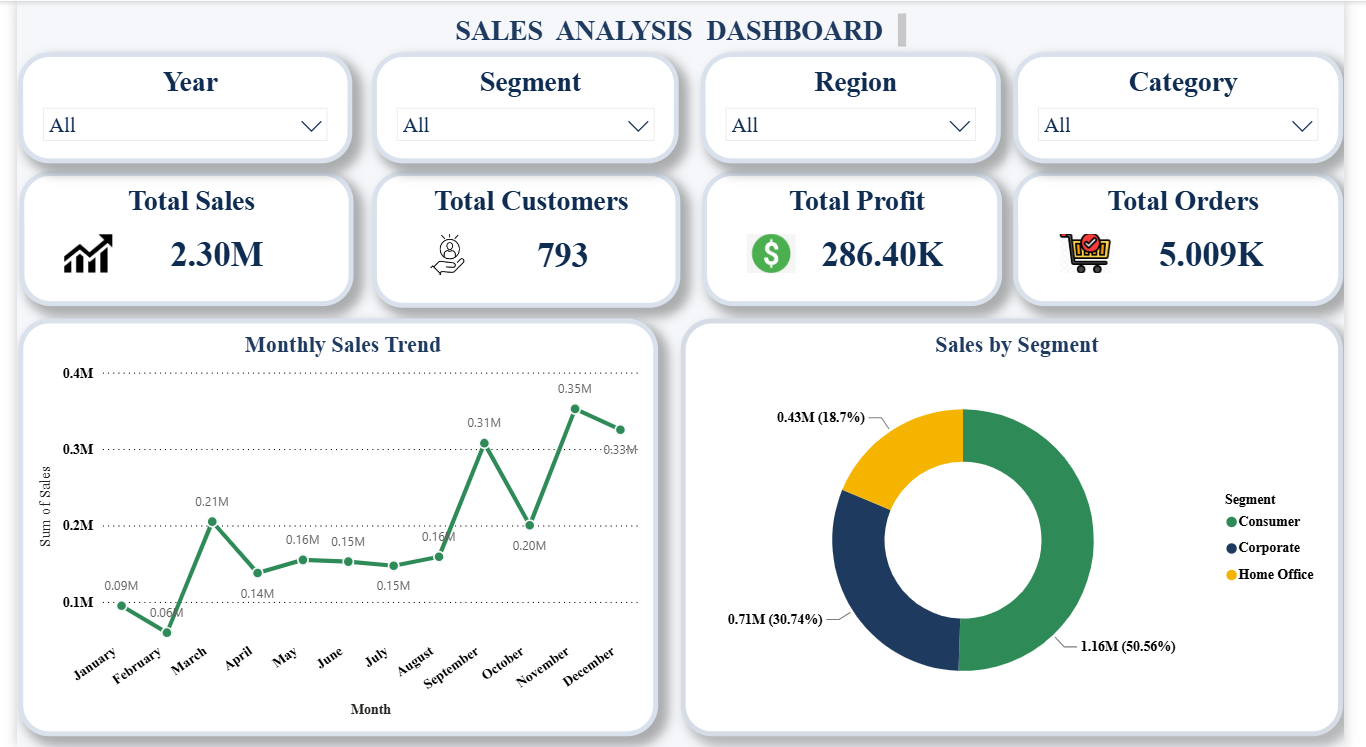 SALES ANALYSIS DASHBOARD
Year
All
Segment
All
Region
All
Category
All
Total Sales
2.30M
Total Customers
793
Total Profit
$
286.40K
Total Orders
5.009K
Monthly Sales Trend
0.4M
0.3M
0.2M
0.1M
Sum of Sales
0.09M
0.06M
0.21M
0.14M
0.16M
0.15M
0.15M
0.16M
0.31M
0.20M
0.35M
0.33M
January
February
March
April
May
June
July
August
September
October
November
December
Month
Sales by Segment
0.43M (18.7%)
0.71M (30.74%)
1.16M (50.56%)
Segment
Consumer
Corporate
Home Office